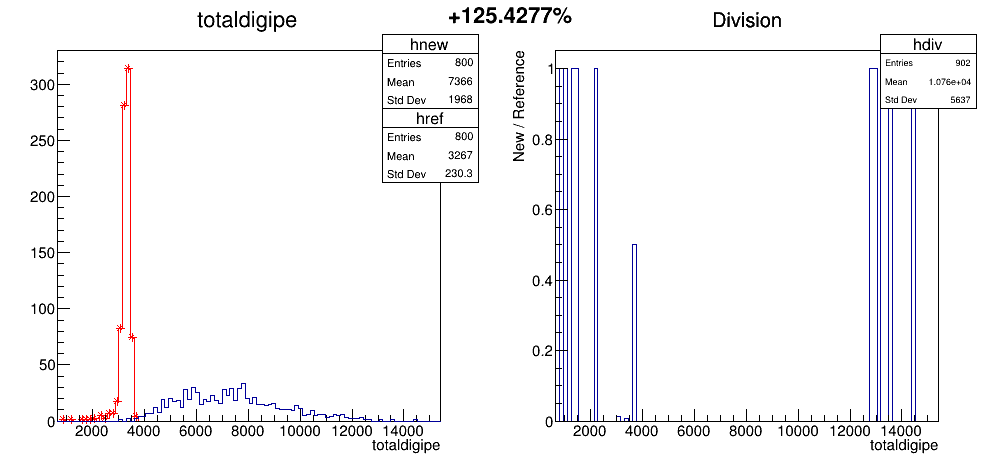 +125.4277%
totaldigipe
hnew
Entries 800
Mean 7366
Std Dev 1968
href
Entries 800
Mean 3267
Std Dev 230.3
300
250
200
150
100
50
0
2000 4000 6000 8000 10000 12000 14000
totaldigipe
Division
hdiv
Entries 902
Mean 1.076e+04
Std Dev 5637
New / Reference
1
0.8
0.6
0.4
0.2
0
2000 4000 6000 8000 10000 12000 14000
totaldigipe